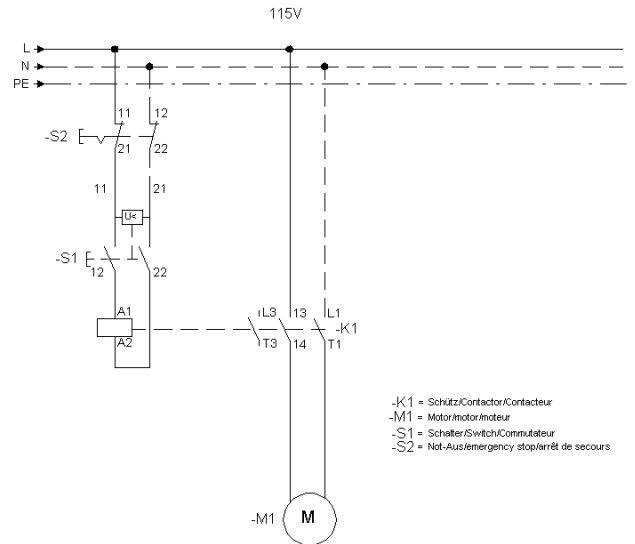 115V
L
N
PE
11 12
-S2
21 22
11 21
U<
-S1
12 22
A1
A2
L3 13 L1
-K1
T3 14 T1
-K1 = Schütz/Contactor/Contacteur
-M1 = Motor/motor/moteur
-S1 = Schalter/Switch/Commutateur
-S2 = Not-Aus/emergency stop/arrêt de secours
-M1 M